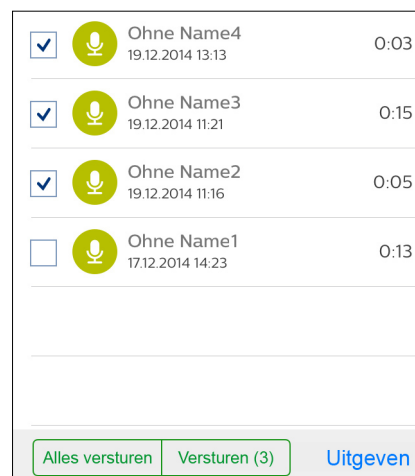 Ohne Name4
19.12.2014 13:13
0:03
Ohne Name3
19.12.2014 11:21
0:15
Ohne Name2
19.12.2014 11:16
0:05
Ohne Name1
17.12.2014 14:23
0:13
Alles versturen
Versturen (3)
Uitgeven